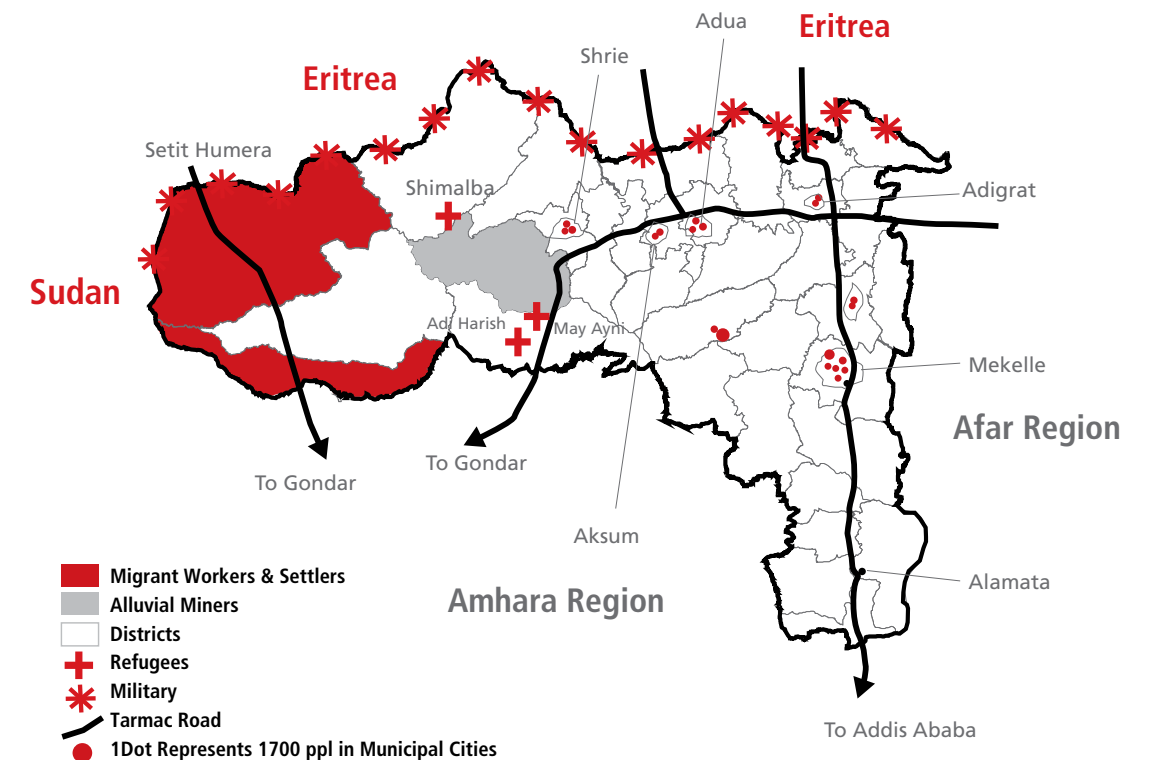 Adua
Eritrea
Shrie
Eritrea
Setit Humera
Shimalba
Adigrat
Sudan
Adi Harish
May Ayni
Mekelle
Afar Region
To Gondar
To Gondar
Aksum
Alamata
Amhara Region
Migrant Workers & Settlers
Alluvial Miners
Districts
Refugees
Military
Tarmac Road
1Dot Represents 1700 ppl in Municipal Cities
To Addis Ababa